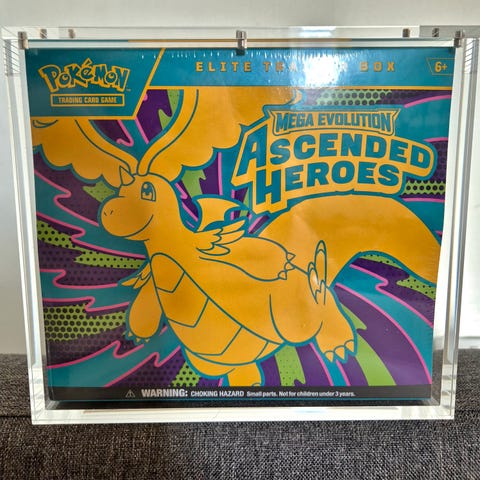 POKéMON
TRADING CARD GAME
ELITE TRAINER BOX
6+
MEGA EVOLUTION
ASCENDED
HEROES
WARNING: CHOKING HAZARD Small parts. Not for children under 3 years.